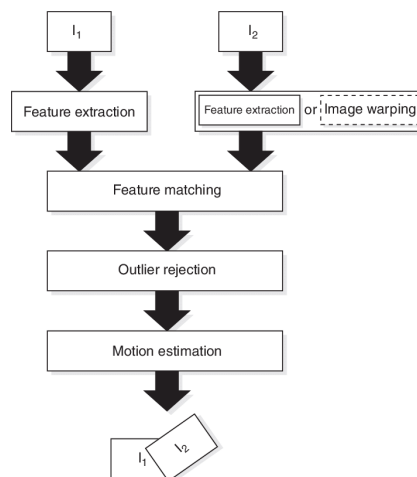 I₁ I₂
Feature extraction Feature extraction or Image warping
Feature matching
Outlier rejection
Motion estimation
I₁ I₂